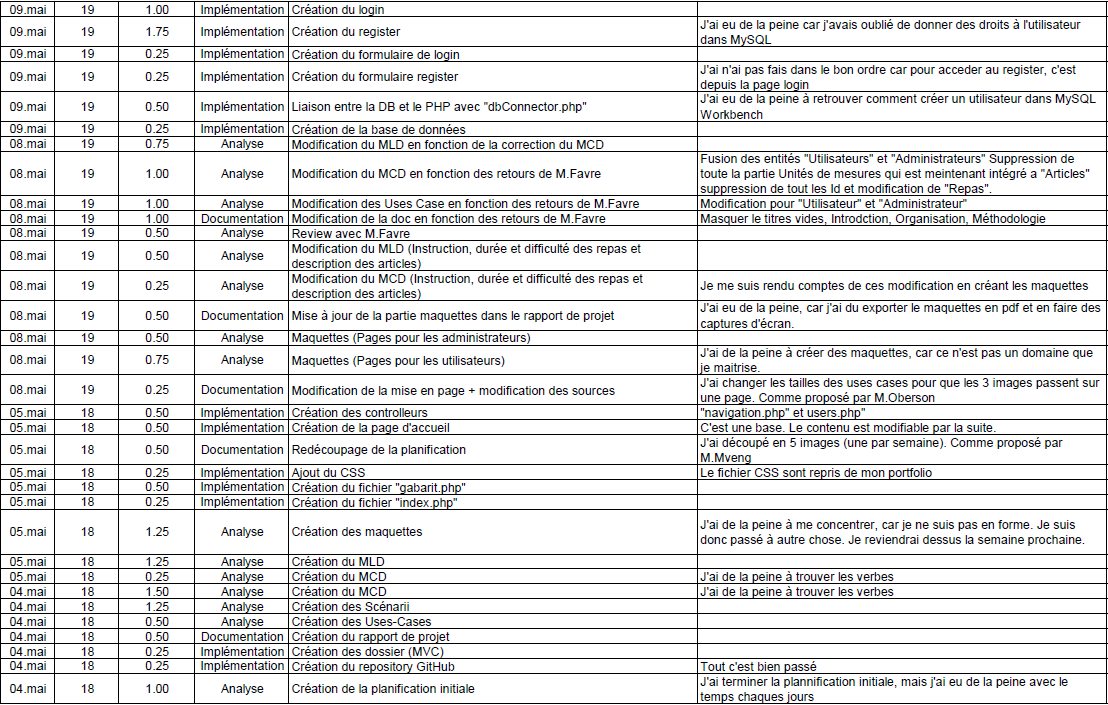 09.mai 19 1.00 Implémentation Création du login
09.mai 19 1.75 Implémentation Création du register J'ai eu de la peine car j'avais oublié de donner des droits à l'utilisateur
dans MySQL
09.mai 19 0.25 Implémentation Création du formulaire de login
09.mai 19 0.25 Implémentation Création du formulaire register J'ai n'ai pas fais dans le bon ordre car pour acceder au register, c'est
depuis la page login
09.mai 19 0.50 Implémentation Liaison entre la DB et le PHP avec "dbConnector.php" J'ai eu de la peine à retrouver comment créer un utilisateur dans MySQL
Workbench
09.mai 19 0.25 Implémentation Création de la base de données
08.mai 19 0.75 Analyse Modification du MLD en fonction de la correction du MCD
08.mai 19 1.00 Analyse Modification du MCD en fonction des retours de M.Favre Fusion des entités "Utilisateurs" et "Administrateurs" Suppression de
toute la partie Unités de mesures qui est meintenant intégré a "Articles"
suppression de tout les Id et modification de "Repas".
08.mai 19 1.00 Analyse Modification des Uses Case en fonction des retours de M.Favre Modification pour "Utilisateur" et "Administrateur"
08.mai 19 1.00 Documentation Modification de la doc en fonction des retours de M.Favre Masquer le titres vides, Introdction, Organisation, Méthodologie
08.mai 19 0.50 Analyse Review avec M.Favre
08.mai 19 0.50 Analyse Modification du MLD (Instruction, durée et difficulté des repas et
description des articles)
08.mai 19 0.25 Analyse Modification du MCD (Instruction, durée et difficulté des repas et
description des articles) Je me suis rendu comptes de ces modification en créant les maquettes
08.mai 19 0.50 Documentation Mise à jour de la partie maquettes dans le rapport de projet J'ai eu de la peine, car j'ai du exporter le maquettes en pdf et en faire des
captures d'écran.
08.mai 19 0.50 Analyse Maquettes (Pages pour les administrateurs)
08.mai 19 0.75 Analyse Maquettes (Pages pour les utilisateurs) J'ai de la peine à créer des maquettes, car ce n'est pas un domaine que
je maitrise.
08.mai 19 0.25 Documentation Modification de la mise en page + modification des sources J'ai changer les tailles des uses cases pour que les 3 images passent sur
une page. Comme proposé par M.Oberson
05.mai 18 0.50 Implémentation Création des controlleurs "navigation.php" et users.php"
05.mai 18 0.50 Implémentation Création de la page d'accueil C'est une base. Le contenu est modifiable par la suite.
05.mai 18 0.50 Documentation Redécoupage de la planification J'ai découpé en 5 images (une par semaine). Comme proposé par
M.Mveng
05.mai 18 0.25 Implémentation Ajout du CSS Le fichier CSS sont repris de mon portfolio
05.mai 18 0.50 Implémentation Création du fichier "gabarit.php"
05.mai 18 0.25 Implémentation Création du fichier "index.php"
05.mai 18 1.25 Analyse Création des maquettes J'ai de la peine à me concentrer, car je ne suis pas en forme. Je suis
donc passé à autre chose. Je reviendrai dessus la semaine prochaine.
05.mai 18 1.25 Analyse Création du MLD
05.mai 18 0.25 Analyse Création du MCD J'ai de la peine à trouver les verbes
04.mai 18 1.50 Analyse Création du MCD J'ai de la peine à trouver les verbes
04.mai 18 1.25 Analyse Création des Scénarii
04.mai 18 0.50 Analyse Création des Uses-Cases
04.mai 18 0.50 Documentation Création du rapport de projet
04.mai 18 0.25 Implémentation Création des dossier (MVC)
04.mai 18 0.25 Implémentation Création du repository GitHub Tout c'est bien passé
04.mai 18 1.00 Analyse Création de la plannification initiale J'ai terminer la plannification initiale, mais j'ai eu de la peine avec le
temps chaques jours